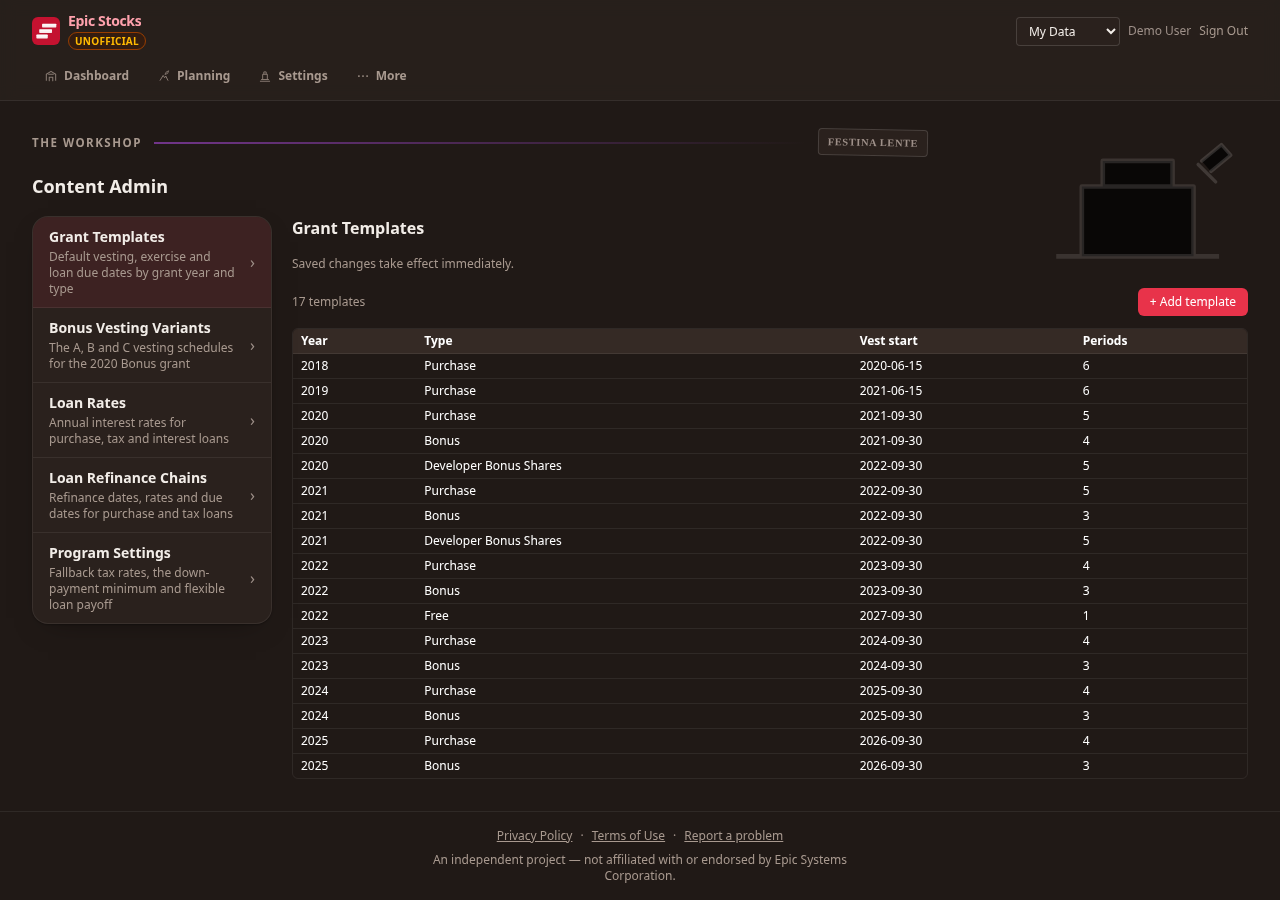 Epic Stocks
UNOFFICIAL
My Data
Demo User
Sign Out
Dashboard
Planning
Settings
More
THE WORKSHOP
FESTINA LENTE
Content Admin
Grant Templates
Default vesting, exercise and
loan due dates by grant year and
type
Bonus Vesting Variants
The A, B and C vesting schedules
for the 2020 Bonus grant
Loan Rates
Annual interest rates for
purchase, tax and interest loans
Loan Refinance Chains
Refinance dates, rates and due
dates for purchase and tax loans
Program Settings
Fallback tax rates, the down-
payment minimum and flexible
loan payoff
Grant Templates
Saved changes take effect immediately.
17 templates
+ Add template
Year Type Vest start Periods
2018 Purchase 2020-06-15 6
2019 Purchase 2021-06-15 6
2020 Purchase 2021-09-30 5
2020 Bonus 2021-09-30 4
2020 Developer Bonus Shares 2022-09-30 5
2021 Purchase 2022-09-30 5
2021 Bonus 2022-09-30 3
2021 Developer Bonus Shares 2022-09-30 5
2022 Purchase 2023-09-30 4
2022 Bonus 2023-09-30 3
2022 Free 2027-09-30 1
2023 Purchase 2024-09-30 4
2023 Bonus 2024-09-30 3
2024 Purchase 2025-09-30 4
2024 Bonus 2025-09-30 3
2025 Purchase 2026-09-30 4
2025 Bonus 2026-09-30 3
Privacy Policy · Terms of Use · Report a problem
An independent project — not affiliated with or endorsed by Epic Systems
Corporation.